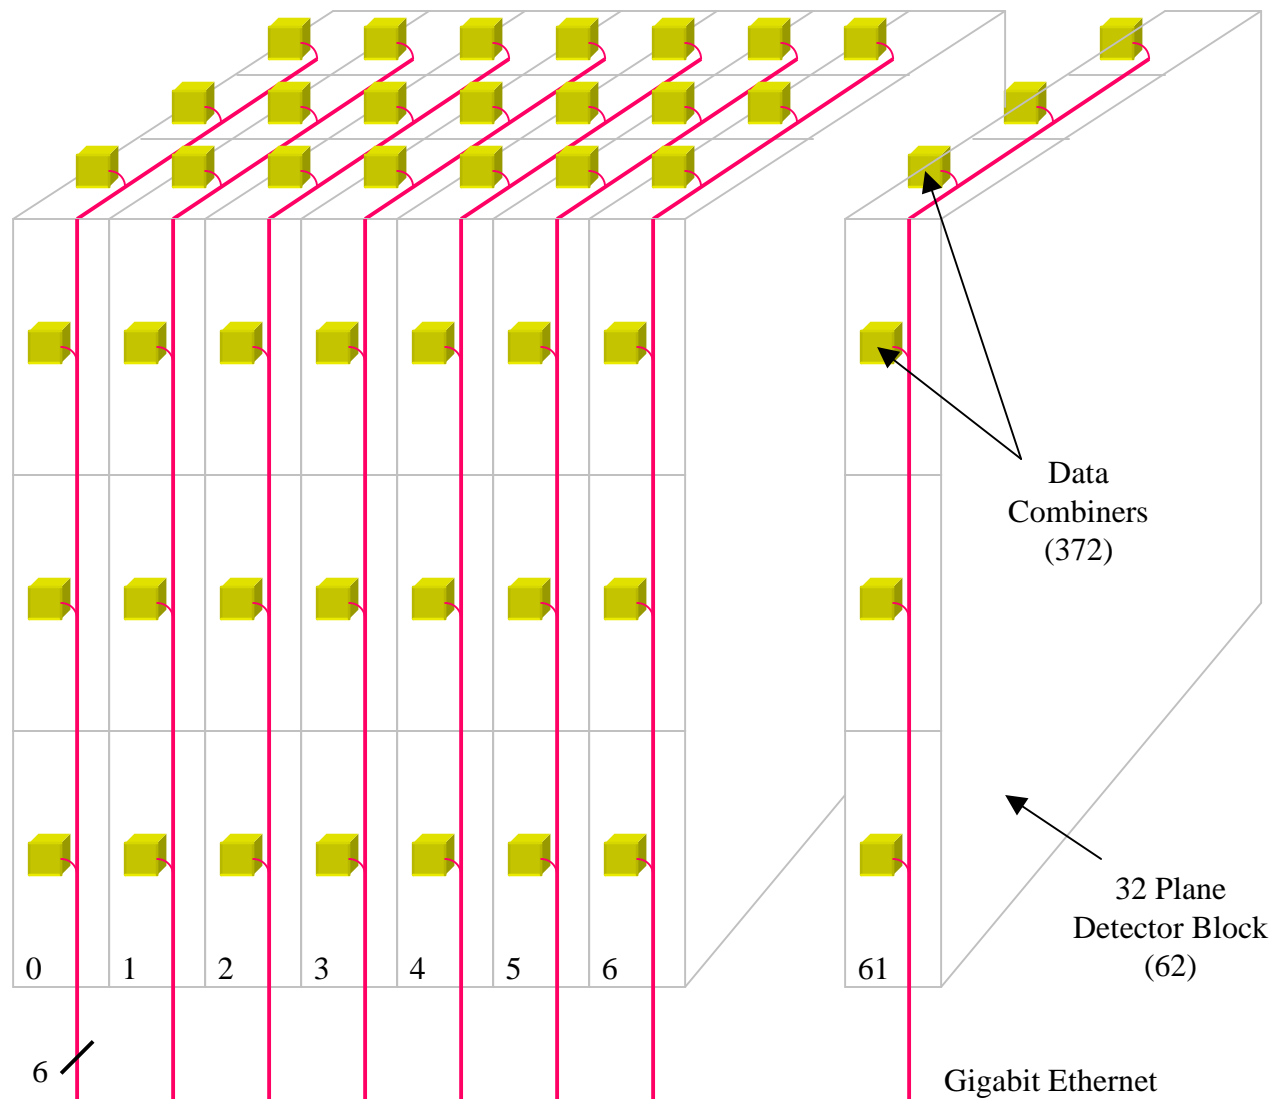 Data
Combiners
(372)
32 Plane
Detector Block
(62)
0 1 2 3 4 5 6 61
6
Gigabit Ethernet